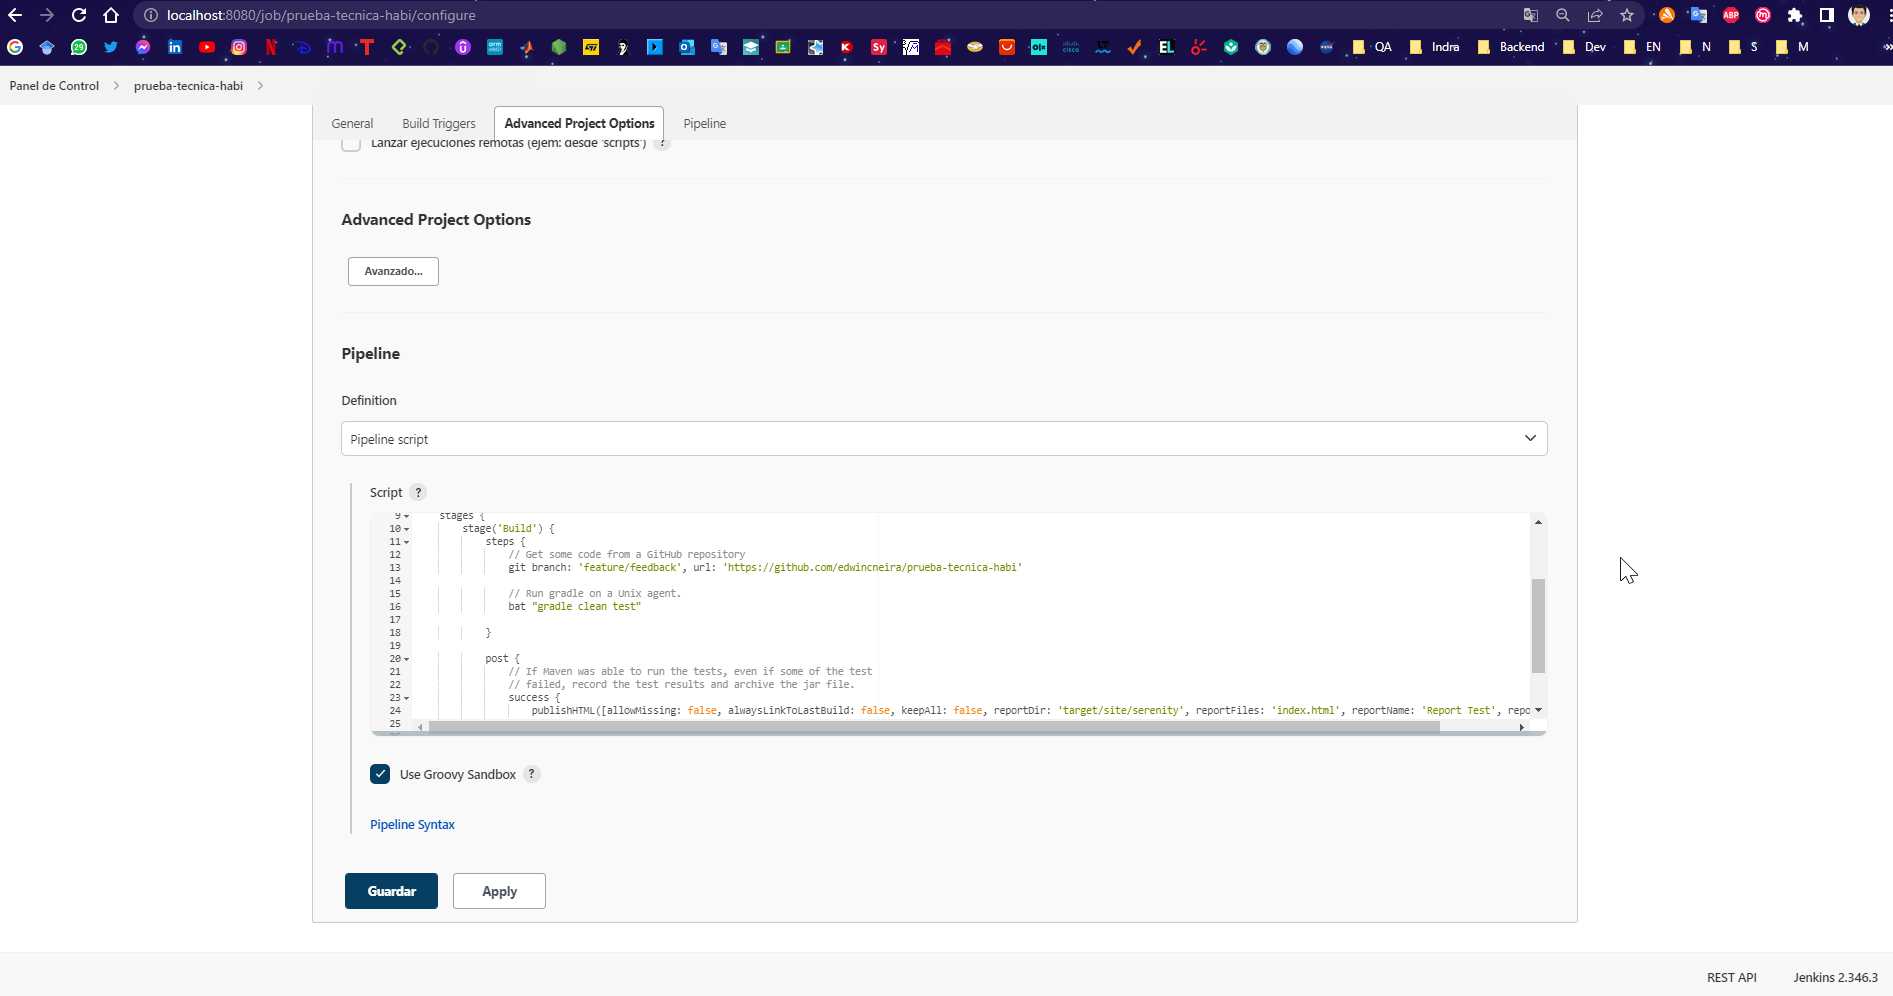 localhost:8080/job/prueba-tecnica-habi/configure
QA Indra Backend Dev EN N S M
Panel de Control prueba-tecnica-habi
General Build Triggers Advanced Project Options Pipeline
Lanzar ejecuciones remotas (ejem: desde 'scripts') ?
Advanced Project Options
Avanzado...
Pipeline
Definition
Pipeline script
Script ?
9 stages {
10 stage('Build') {
11 steps {
12 // Get some code from a GitHub repository
13 git branch: 'feature/feedback', url: 'https://github.com/edwincneira/prueba-tecnica-habi'
14
15 // Run gradle on a Unix agent.
16 bat "gradle clean test"
17
18 }
19
20 post {
21 // If Maven was able to run the tests, even if some of the test
22 // failed, record the test results and archive the jar file.
23 success {
24 publishHTML([allowMissing: false, alwaysLinkToLastBuild: false, keepAll: false, reportDir: 'target/site/serenity', reportFiles: 'index.html', reportName: 'Report Test', repo
25
Use Groovy Sandbox ?
Pipeline Syntax
Guardar Apply
REST API Jenkins 2.346.3